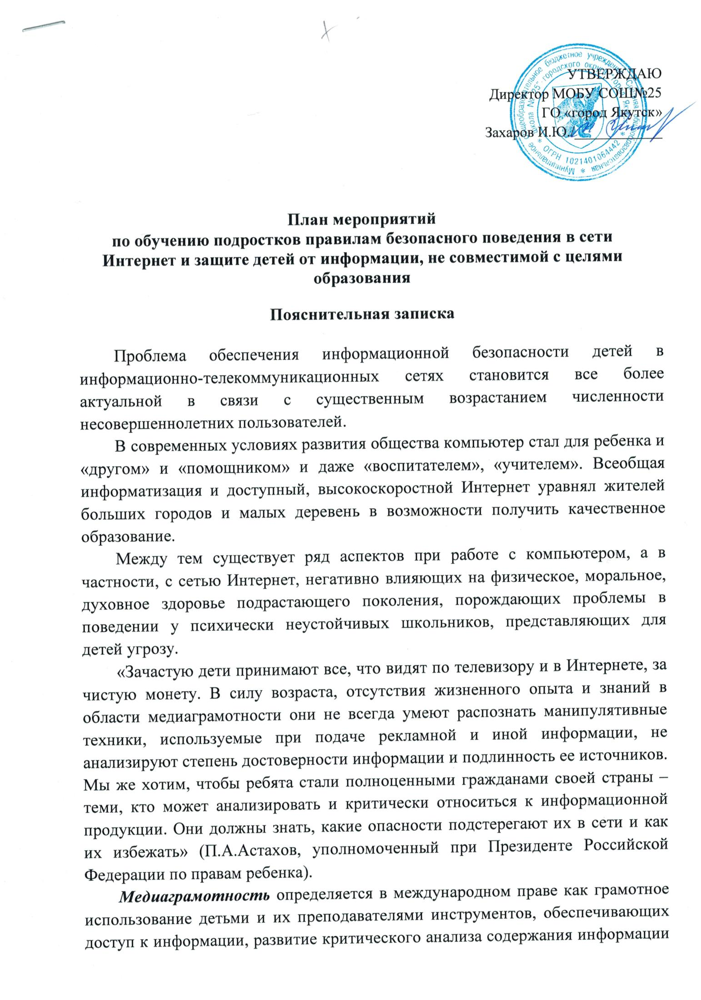 УТВЕРЖДАЮ
Директор МОБУ СОШ№25
ГО «город Якутск»
Захаров И.Ю./
Муниципальное общеобразовательное бюджетное учреждение "Средняя общеобразовательная
школа № 25" городского округа "город Якутск"
* ОГРН 1021401064442 *
План мероприятий
по обучению подростков правилам безопасного поведения в сети
Интернет и защите детей от информации, не совместимой с целями
образования
Пояснительная записка
Проблема обеспечения информационной безопасности детей в
информационно-телекоммуникационных сетях становится все более
актуальной в связи с существенным возрастанием численности
несовершеннолетних пользователей.
В современных условиях развития общества компьютер стал для ребенка и
«другом» и «помощником» и даже «воспитателем», «учителем». Всеобщая
информатизация и доступный, высокоскоростной Интернет уравнял жителей
больших городов и малых деревень в возможности получить качественное
образование.
Между тем существует ряд аспектов при работе с компьютером, а в
частности, с сетью Интернет, негативно влияющих на физическое, моральное,
духовное здоровье подрастающего поколения, порождающих проблемы в
поведении у психически неустойчивых школьников, представляющих для
детей угрозу.
«Зачастую дети принимают все, что видят по телевизору и в Интернете, за
чистую монету. В силу возраста, отсутствия жизненного опыта и знаний в
области медиаграмотности они не всегда умеют распознать манипулятивные
техники, используемые при подаче рекламной и иной информации, не
анализируют степень достоверности информации и подлинность ее источников.
Мы же хотим, чтобы ребята стали полноценными гражданами своей страны –
теми, кто может анализировать и критически относиться к информационной
продукции. Они должны знать, какие опасности подстерегают их в сети и как
их избежать» (П.А.Астахов, уполномоченный при Президенте Российской
Федерации по правам ребенка).
Медиаграмотность определяется в международном праве как грамотное
использование детьми и их преподавателями инструментов, обеспечивающих
доступ к информации, развитие критического анализа содержания информации